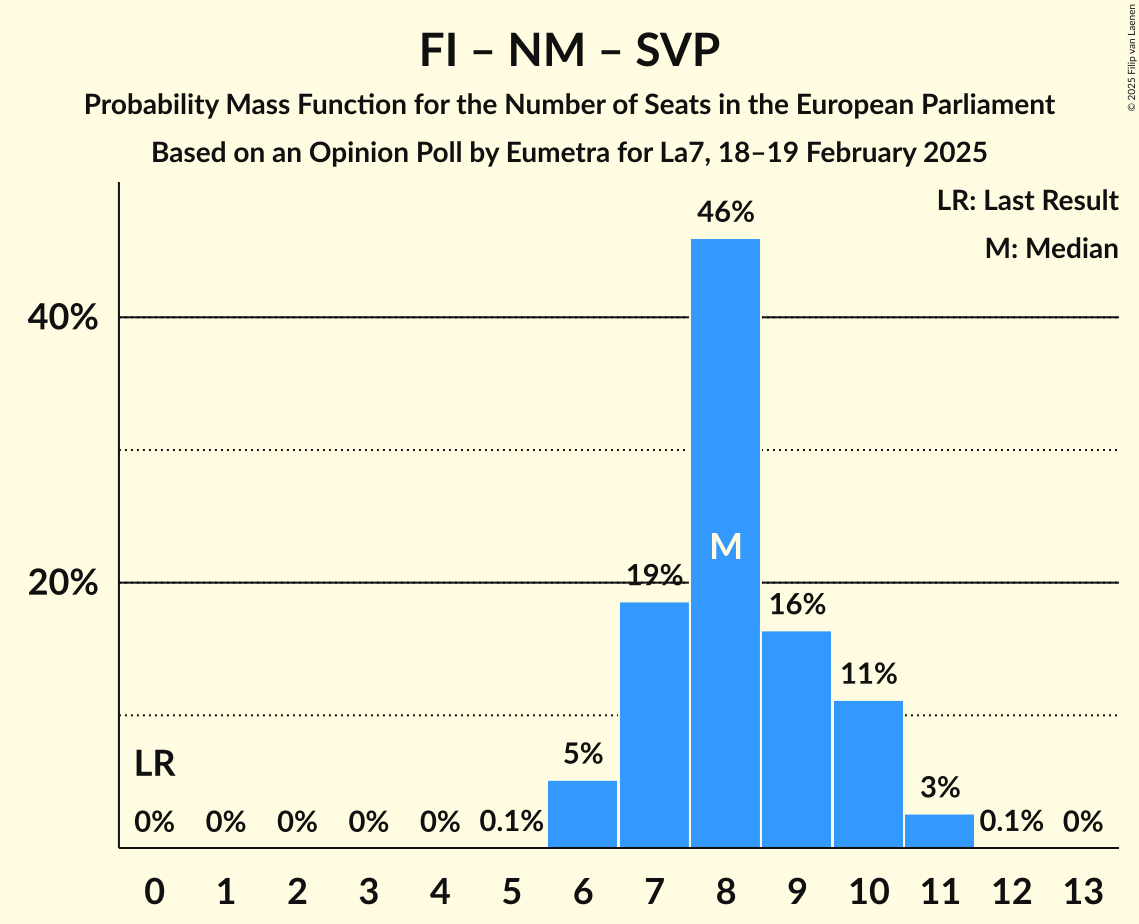 FI – NM – SVP
Probability Mass Function for the Number of Seats in the European Parliament
Based on an Opinion Poll by Eumetra for La7, 18–19 February 2025
© 2025 Filip van Laenen
LR: Last Result
M: Median
46%
40%
M
20%
19%
16%
11%
LR
5%
3%
0% 0% 0% 0% 0% 0.1% 0.1% 0%
0 1 2 3 4 5 6 7 8 9 10 11 12 13